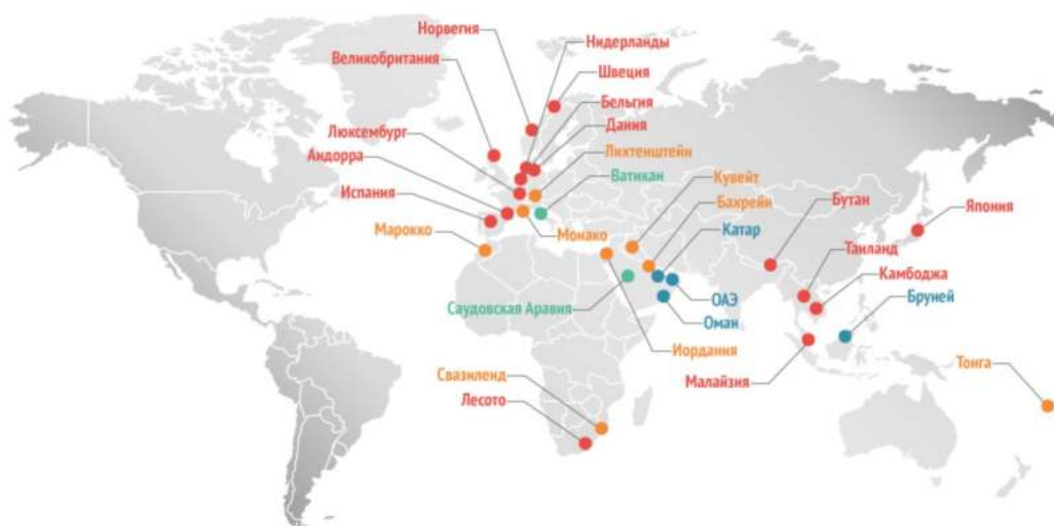 Норвегия
Нидерланды
Великобритания
Швеция
Бельгия
Люксембург
Дания
Андорра
Лихтенштейн
Ватикан
Кувейт
Испания
Бахрейн
Бутан
Япония
Марокко
Монако
Катар
Таиланд
Камбоджа
Саудовская Аравия
ОАЭ
Бруней
Оман
Иордания
Тонга
Свазиленд
Малайзия
Лесото